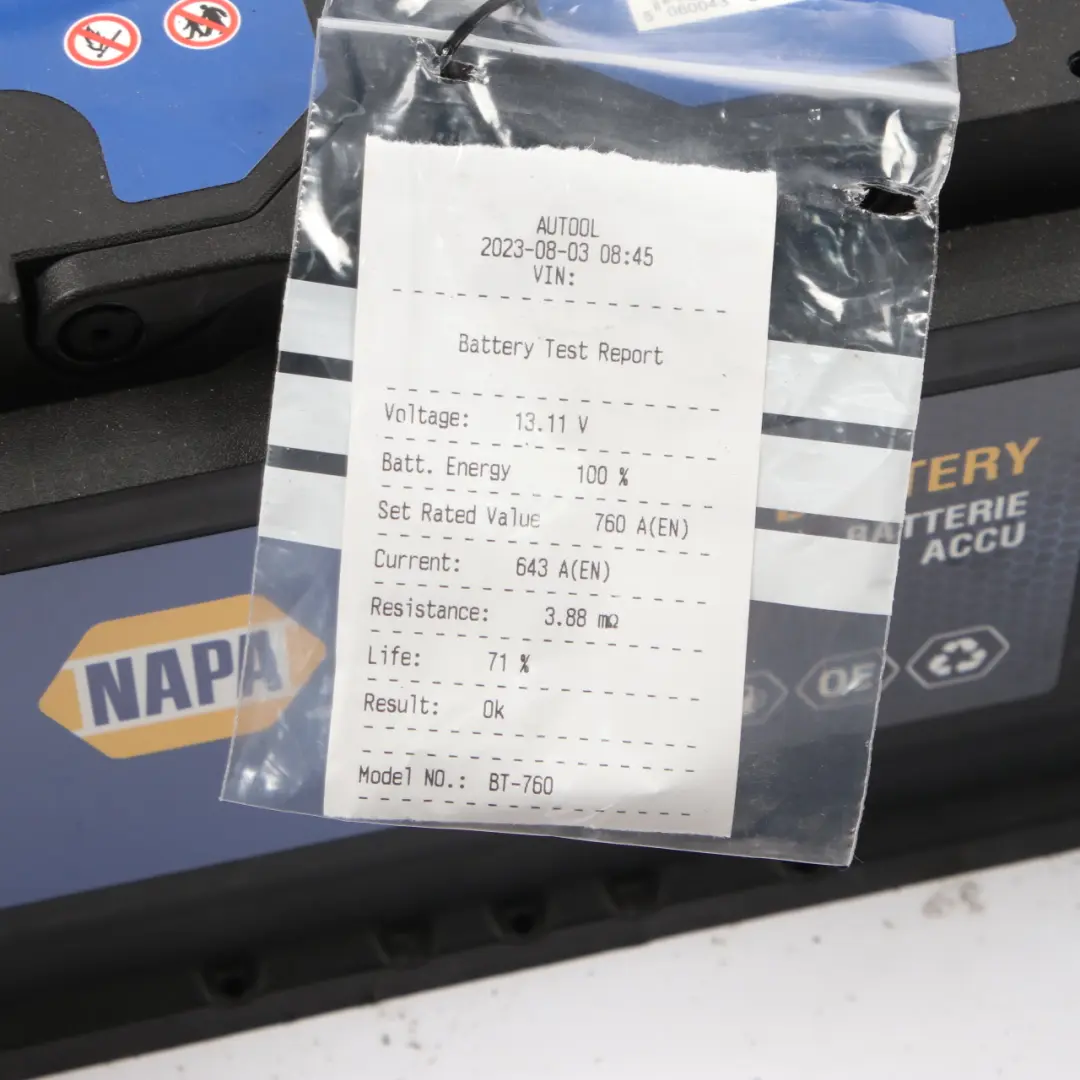 AUTOOL
2023-08-03 08:45
VIN:
Battery Test Report
Voltage: 13.11 V
Batt. Energy 100 %
Set Rated Value 760 A(EN)
Current: 643 A(EN)
Resistance: 3.88 mΩ
Life: 71 %
Result: Ok
Model NO.: BT-760
NAPA
TERY
BATTERIE
ACCU
OE